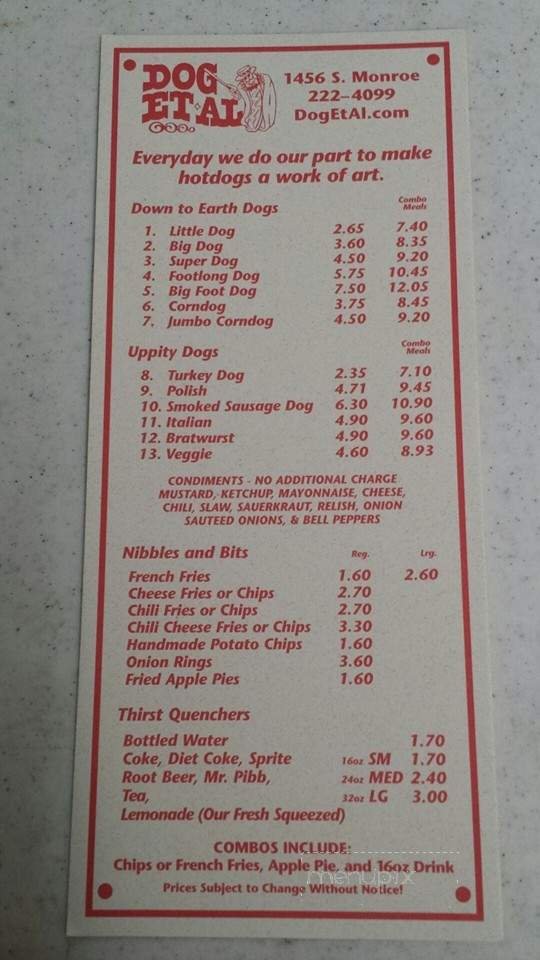 DOG
ET AL
1456 S. Monroe
222-4099
DogEtAl.com
Everyday we do our part to make
hotdogs a work of art.
Down to Earth Dogs Combo Meals
1. Little Dog 2.65 7.40
2. Big Dog 3.60 8.35
3. Super Dog 4.50 9.20
4. Footlong Dog 5.75 10.45
5. Big Foot Dog 7.50 12.05
6. Corndog 3.75 8.45
7. Jumbo Corndog 4.50 9.20
Uppity Dogs Combo Meals
8. Turkey Dog 2.35 7.10
9. Polish 4.71 9.45
10. Smoked Sausage Dog 6.30 10.90
11. Italian 4.90 9.60
12. Bratwurst 4.90 9.60
13. Veggie 4.60 8.93
CONDIMENTS - NO ADDITIONAL CHARGE
MUSTARD, KETCHUP, MAYONNAISE, CHEESE,
CHILI, SLAW, SAUERKRAUT, RELISH, ONION
SAUTEED ONIONS, & BELL PEPPERS
Nibbles and Bits Reg. Lrg.
French Fries 1.60 2.60
Cheese Fries or Chips 2.70
Chili Fries or Chips 2.70
Chili Cheese Fries or Chips 3.30
Handmade Potato Chips 1.60
Onion Rings 3.60
Fried Apple Pies 1.60
Thirst Quenchers
Bottled Water 1.70
Coke, Diet Coke, Sprite 16oz SM 1.70
Root Beer, Mr. Pibb, 24oz MED 2.40
Tea, 32oz LG 3.00
Lemonade (Our Fresh Squeezed)
COMBOS INCLUDE:
Chips or French Fries, Apple Pie, and 16oz Drink
Prices Subject to Change Without Notice!
menupix